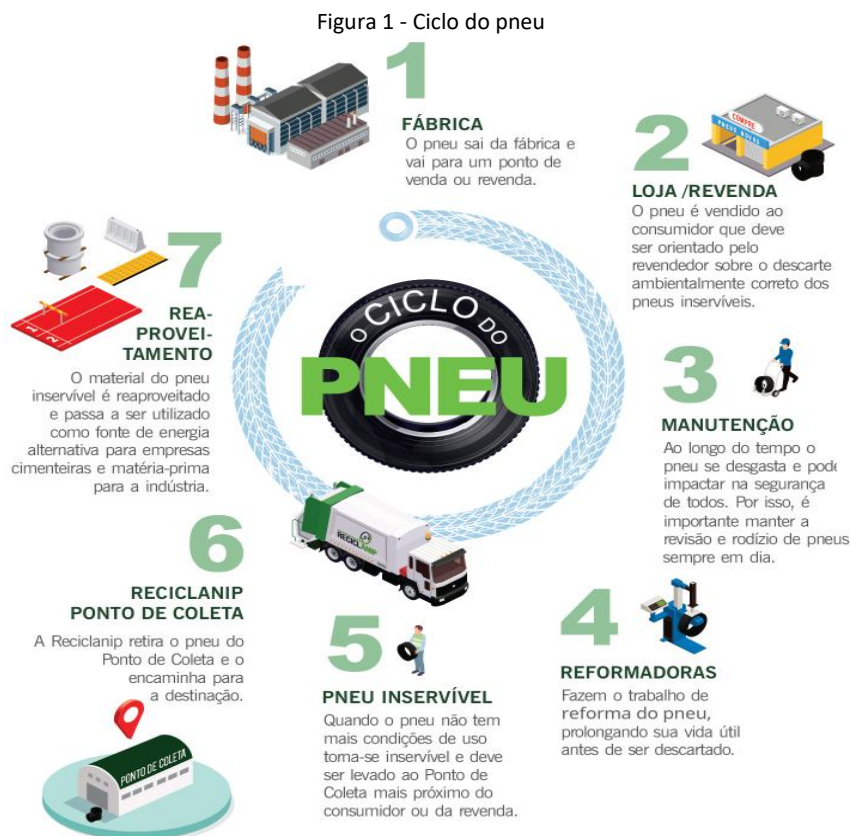 Figura 1 - Ciclo do pneu
1
FÁBRICA
O pneu sai da fábrica e
vai para um ponto de
venda ou revenda.
COMPRE
PNEUS NOVOS
2
LOJA /REVENDA
O pneu é vendido ao
consumidor que deve
ser orientado pelo
revendedor sobre o descarte
ambientalmente correto dos
pneus inservíveis.
O CICLO DO
PNEU
3
MANUTENÇÃO
Ao longo do tempo o
pneu se desgasta e pode
impactar na segurança
de todos. Por isso, é
importante manter a
revisão e rodízio de pneus
sempre em dia.
4
REFORMADORAS
Fazem o trabalho de
reforma do pneu,
prolongando sua vida útil
antes de ser descartado.
5
PNEU INSERVÍVEL
Quando o pneu não tem
mais condições de uso
torna-se inservível e deve
ser levado ao Ponto de
Coleta mais próximo do
consumidor ou da revenda.
RECICLANIP
6
RECICLANIP
PONTO DE COLETA
A Reciclanip retira o pneu do
Ponto de Coleta e o
encaminha para
a destinação.
PONTO DE COLETA
7
REA-
PROVEI-
TAMENTO
O material do pneu
inservível é reaproveitado
e passa a ser utilizado
como fonte de energia
alternativa para empresas
cimenteiras e matéria-prima
para a indústria.
1 2